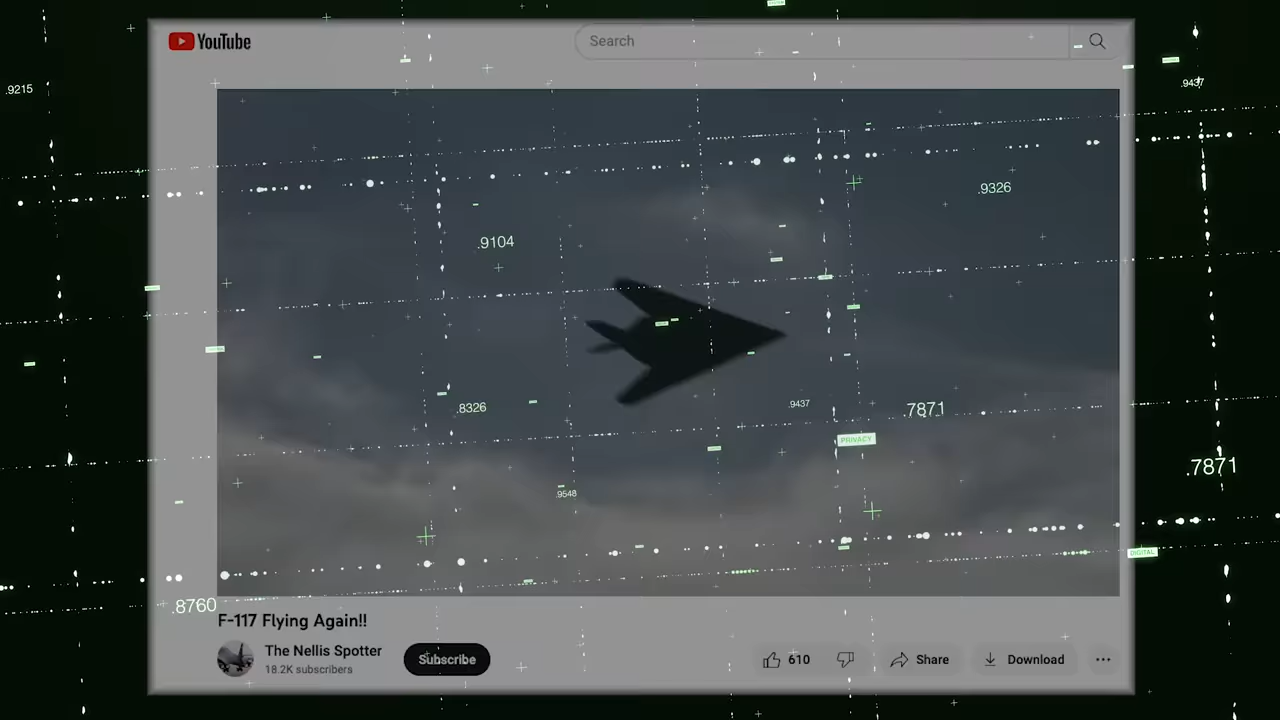 YouTube
Search
.9215
.9437
.9326
.9104
.8326
.9437
.7871
PRIVACY
.7871
.9548
DIGITAL
.8760
F-117 Flying Again!!
The Nellis Spotter
18.2K subscribers
Subscribe
610
Share
Download